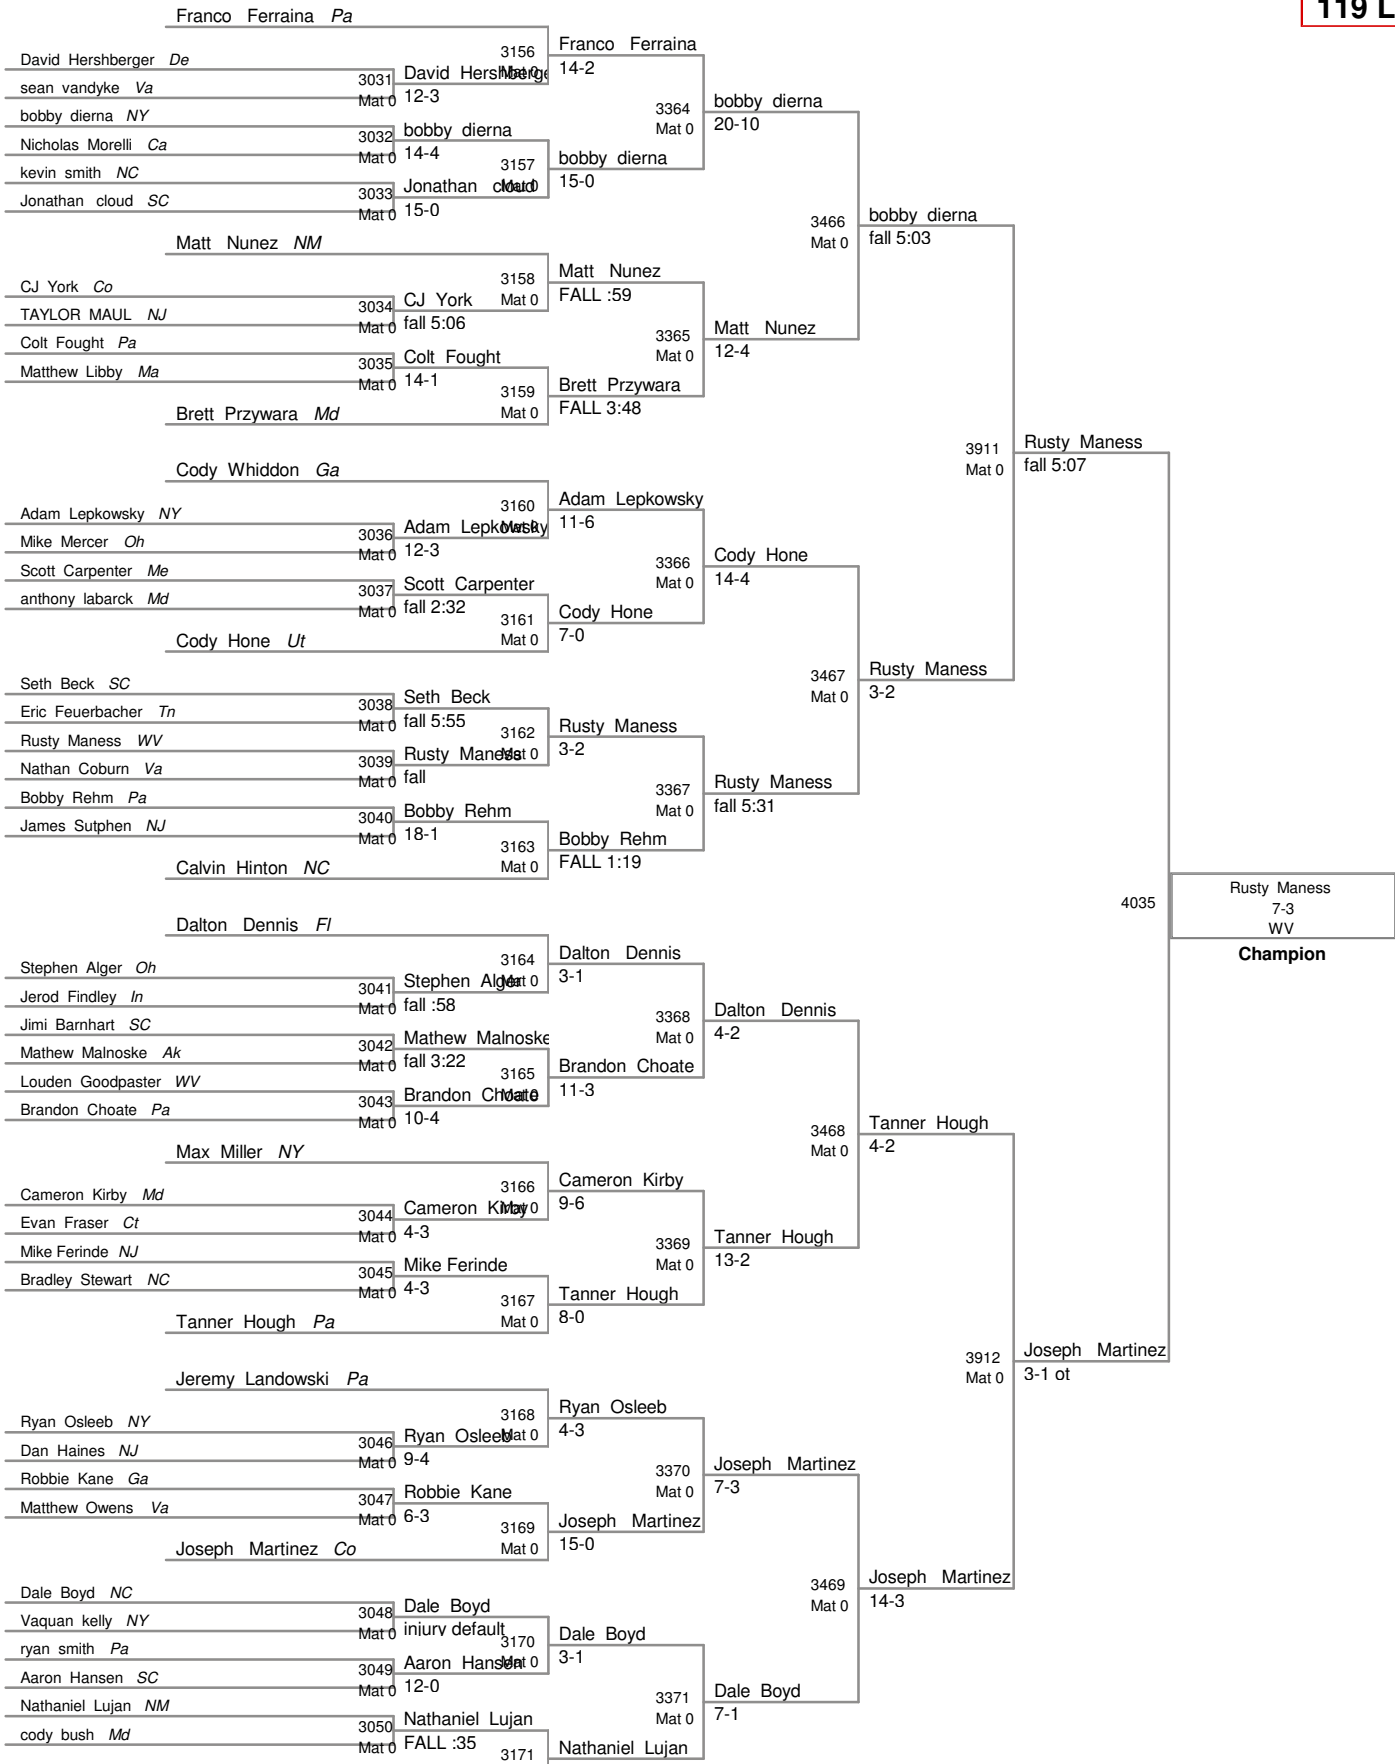 119 L
Franco Ferraina Pa
David Hershberger De
sean vandyke Va
bobby dierna NY
Nicholas Morelli Ca
kevin smith NC
Jonathan cloud SC
Matt Nunez NM
CJ York Co
TAYLOR MAUL NJ
Colt Fought Pa
Matthew Libby Ma
Brett Przywara Md
Cody Whiddon Ga
Adam Lepkowsky NY
Mike Mercer Oh
Scott Carpenter Me
anthony labarck Md
Cody Hone Ut
Seth Beck SC
Eric Feuerbacher Tn
Rusty Maness WV
Nathan Coburn Va
Bobby Rehm Pa
James Sutphen NJ
Calvin Hinton NC
Dalton Dennis Fl
Stephen Alger Oh
Jerod Findley In
Jimi Barnhart SC
Mathew Malnoske Ak
Louden Goodpaster WV
Brandon Choate Pa
Max Miller NY
Cameron Kirby Md
Evan Fraser Ct
Mike Ferinde NJ
Bradley Stewart NC
Tanner Hough Pa
Jeremy Landowski Pa
Ryan Osleeb NY
Dan Haines NJ
Robbie Kane Ga
Matthew Owens Va
Joseph Martinez Co
Dale Boyd NC
Vaquan kelly NY
ryan smith Pa
Aaron Hansen SC
Nathaniel Lujan NM
cody bush Md
3031 David Hershberge
Mat 0 12-3
3032 bobby dierna
Mat 0 14-4
3033 Jonathan cloud
Mat 0 15-0
3034 CJ York
Mat 0 fall 5:06
3035 Colt Fought
Mat 0 14-1
3036 Adam Lepkowsky
Mat 0 12-3
3037 Scott Carpenter
Mat 0 fall 2:32
3038 Seth Beck
Mat 0 fall 5:55
3039 Rusty Maness
Mat 0 fall
3040 Bobby Rehm
Mat 0 18-1
3041 Stephen Alger
Mat 0 fall :58
3042 Mathew Malnoske
Mat 0 fall 3:22
3043 Brandon Choate
Mat 0 10-4
3044 Cameron Kirby
Mat 0 4-3
3045 Mike Ferinde
Mat 0 4-3
3046 Ryan Osleeb
Mat 0 9-4
3047 Robbie Kane
Mat 0 6-3
3048 Dale Boyd
Mat 0 injury default
3049 Aaron Hansen
Mat 0 12-0
3050 Nathaniel Lujan
Mat 0 FALL :35
3156 Franco Ferraina
Mat 0 14-2
3157 bobby dierna
Mat 0 15-0
3158 Matt Nunez
Mat 0 FALL :59
3159 Brett Przywara
Mat 0 FALL 3:48
3160 Adam Lepkowsky
Mat 0 11-6
3161 Cody Hone
Mat 0 7-0
3162 Rusty Maness
Mat 0 3-2
3163 Bobby Rehm
Mat 0 FALL 1:19
3164 Dalton Dennis
Mat 0 3-1
3165 Brandon Choate
Mat 0 11-3
3166 Cameron Kirby
Mat 0 9-6
3167 Tanner Hough
Mat 0 8-0
3168 Ryan Osleeb
Mat 0 4-3
3169 Joseph Martinez
Mat 0 15-0
3170 Dale Boyd
Mat 0 3-1
3171 Nathaniel Lujan
3364 bobby dierna
Mat 0 20-10
3365 Matt Nunez
Mat 0 12-4
3366 Cody Hone
Mat 0 14-4
3367 Rusty Maness
Mat 0 fall 5:31
3368 Dalton Dennis
Mat 0 4-2
3369 Tanner Hough
Mat 0 13-2
3370 Joseph Martinez
Mat 0 7-3
3371 Dale Boyd
Mat 0 7-1
3466 bobby dierna
Mat 0 fall 5:03
3467 Rusty Maness
Mat 0 3-2
3468 Tanner Hough
Mat 0 4-2
3469 Joseph Martinez
Mat 0 14-3
3911 Rusty Maness
Mat 0 fall 5:07
3912 Joseph Martinez
Mat 0 3-1 ot
4035 Rusty Maness
7-3
WV
Champion